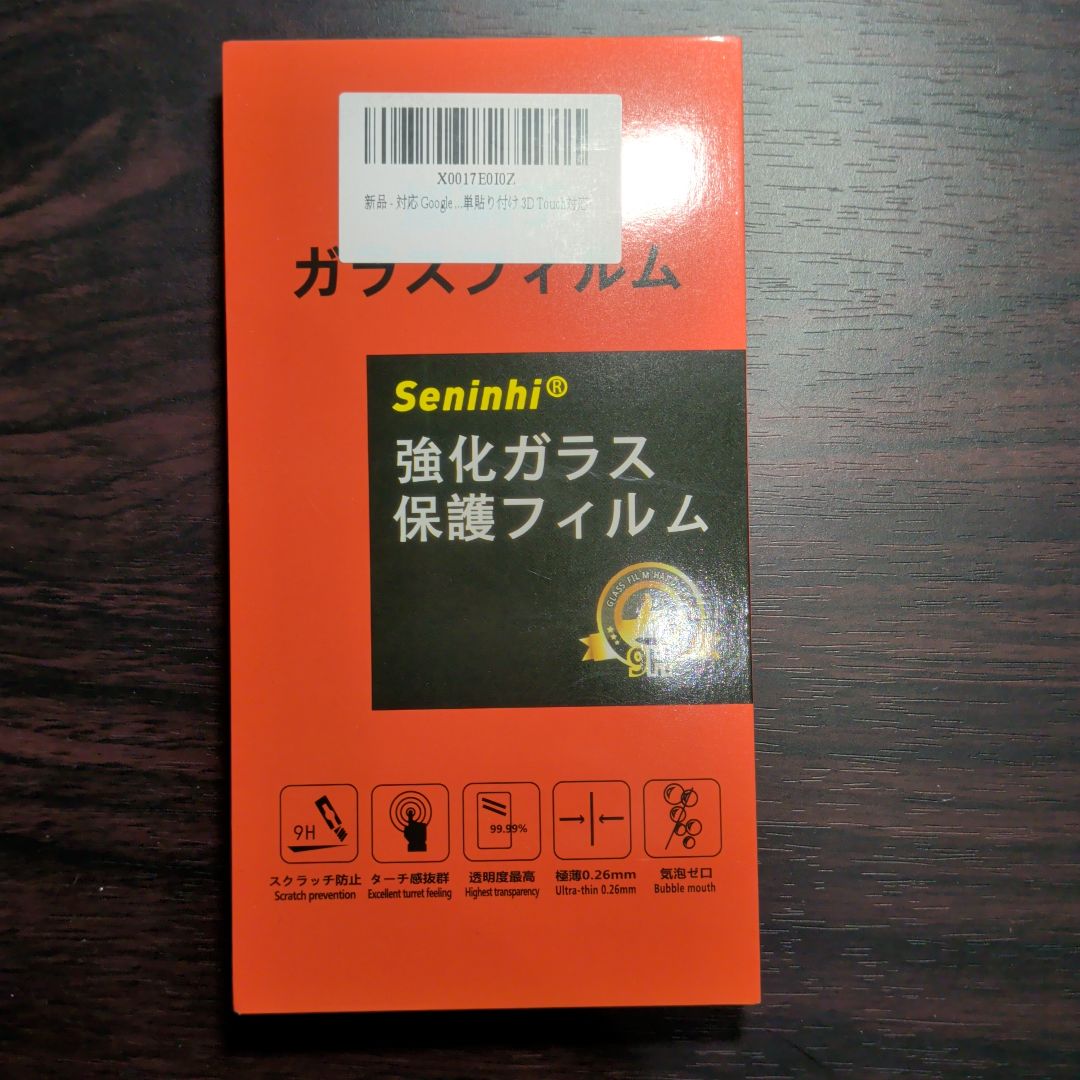 X0017E0I0Z
新品 - 対応 Google ...単貼り付け 3D Touch対応
ガラスフィルム
Seninhi®
強化ガラス
保護フィルム
GLASS FILM
9H
99.99%
スクラッチ防止
Scratch prevention
ターチ感抜群
Excellent turret feeling
透明度最高
Highest transparency
極薄0.26mm
Ultra-thin 0.26mm
気泡ゼロ
Bubble mouth